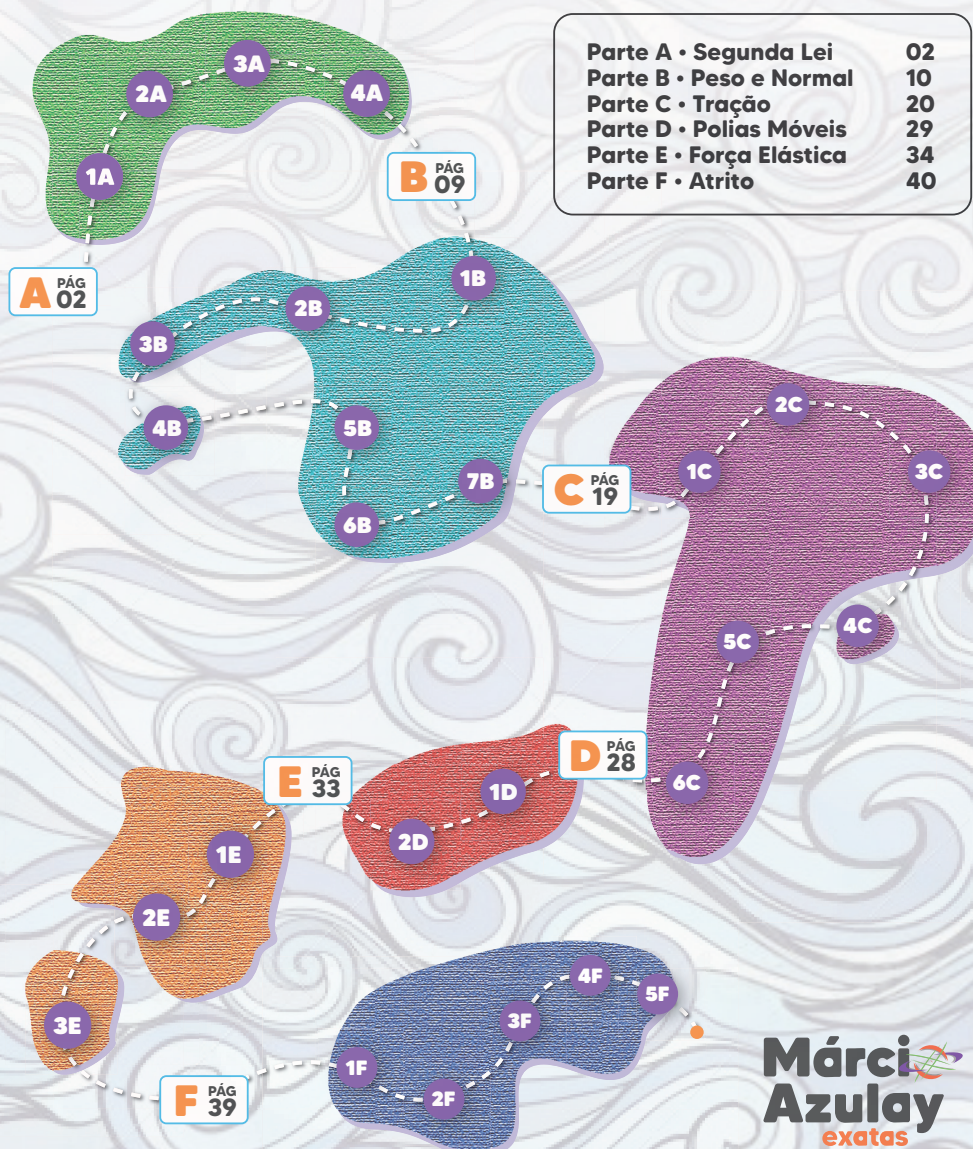 Parte A • Segunda Lei 02
Parte B • Peso e Normal 10
Parte C • Tração 20
Parte D • Polias Móveis 29
Parte E • Força Elástica 34
Parte F • Atrito 40
3A
2A
4A
1A
B PÁG 09
A PÁG 02
1B
2B
3B
4B
5B
7B
6B
C PÁG 19
2C
1C
3C
4C
5C
6C
D PÁG 28
E PÁG 33
1D
2D
1E
2E
3E
4F
5F
3F
1F
2F
F PÁG 39
Márcio
Azulay
exatas